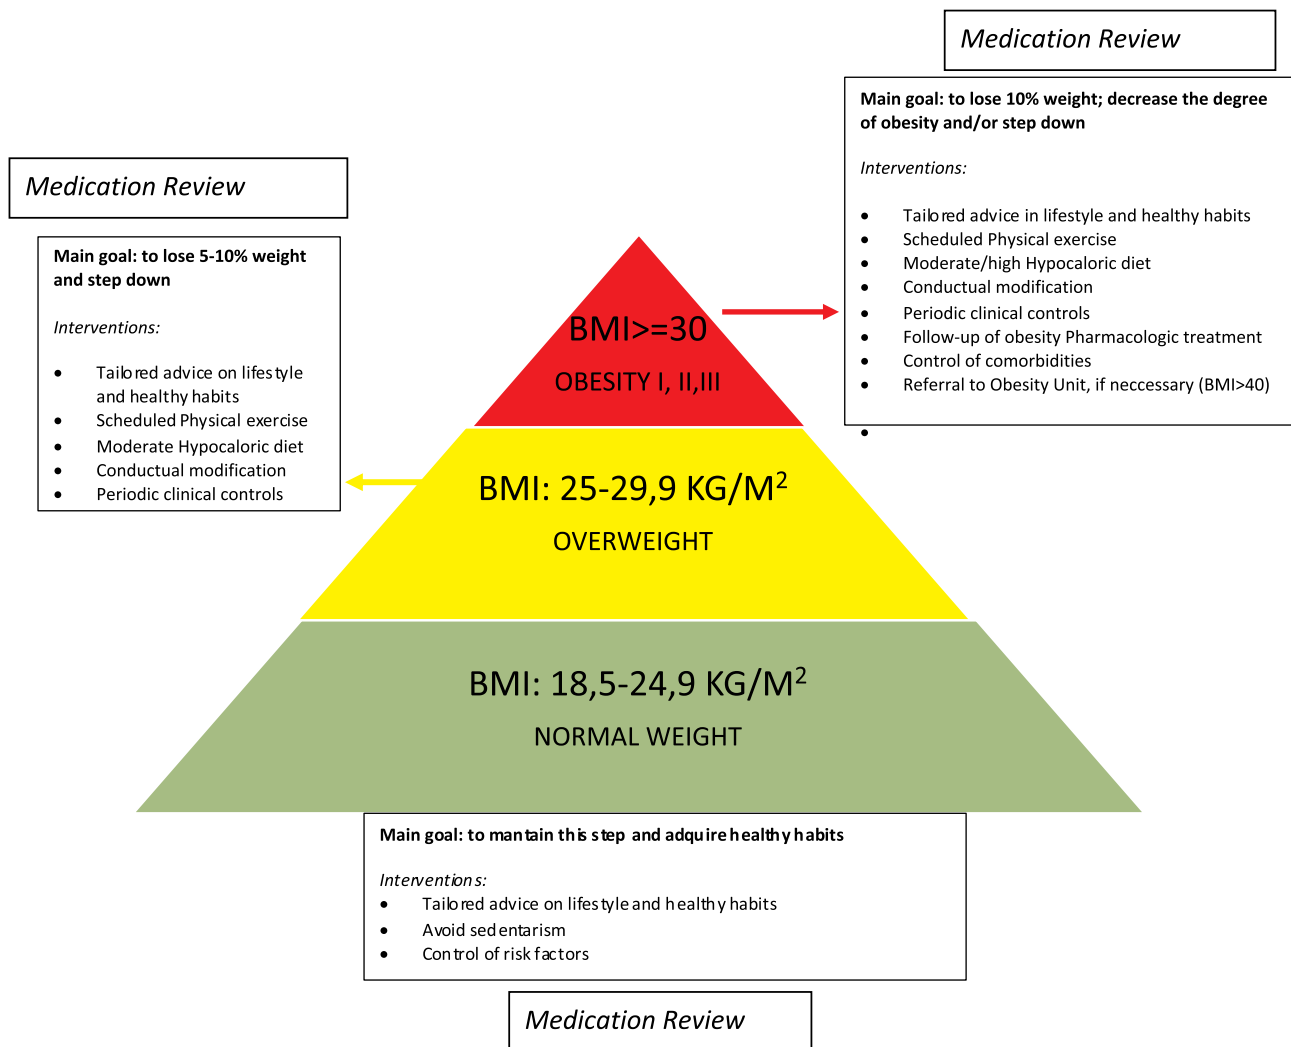 Medication Review
Main goal: to lose 10% weight; decrease the degree
of obesity and/or step down
Interventions:
• Tailored advice in lifestyle and healthy habits
• Scheduled Physical exercise
• Moderate/high Hypocaloric diet
• Conductual modification
• Periodic clinical controls
• Follow-up of obesity Pharmacologic treatment
• Control of comorbidities
• Referral to Obesity Unit, if neccessary (BMI>40)
•
Medication Review
Main goal: to lose 5-10% weight
and step down
Interventions:
• Tailored advice on lifestyle
and healthy habits
• Scheduled Physical exercise
• Moderate Hypocaloric diet
• Conductual modification
• Periodic clinical controls
BMI>=30
OBESITY I, II,III
BMI: 25-29,9 KG/M²
OVERWEIGHT
BMI: 18,5-24,9 KG/M²
NORMAL WEIGHT
Main goal: to mantain this step and adquire healthy habits
Interventions:
• Tailored advice on lifestyle and healthy habits
• Avoid sedentarism
• Control of risk factors
Medication Review